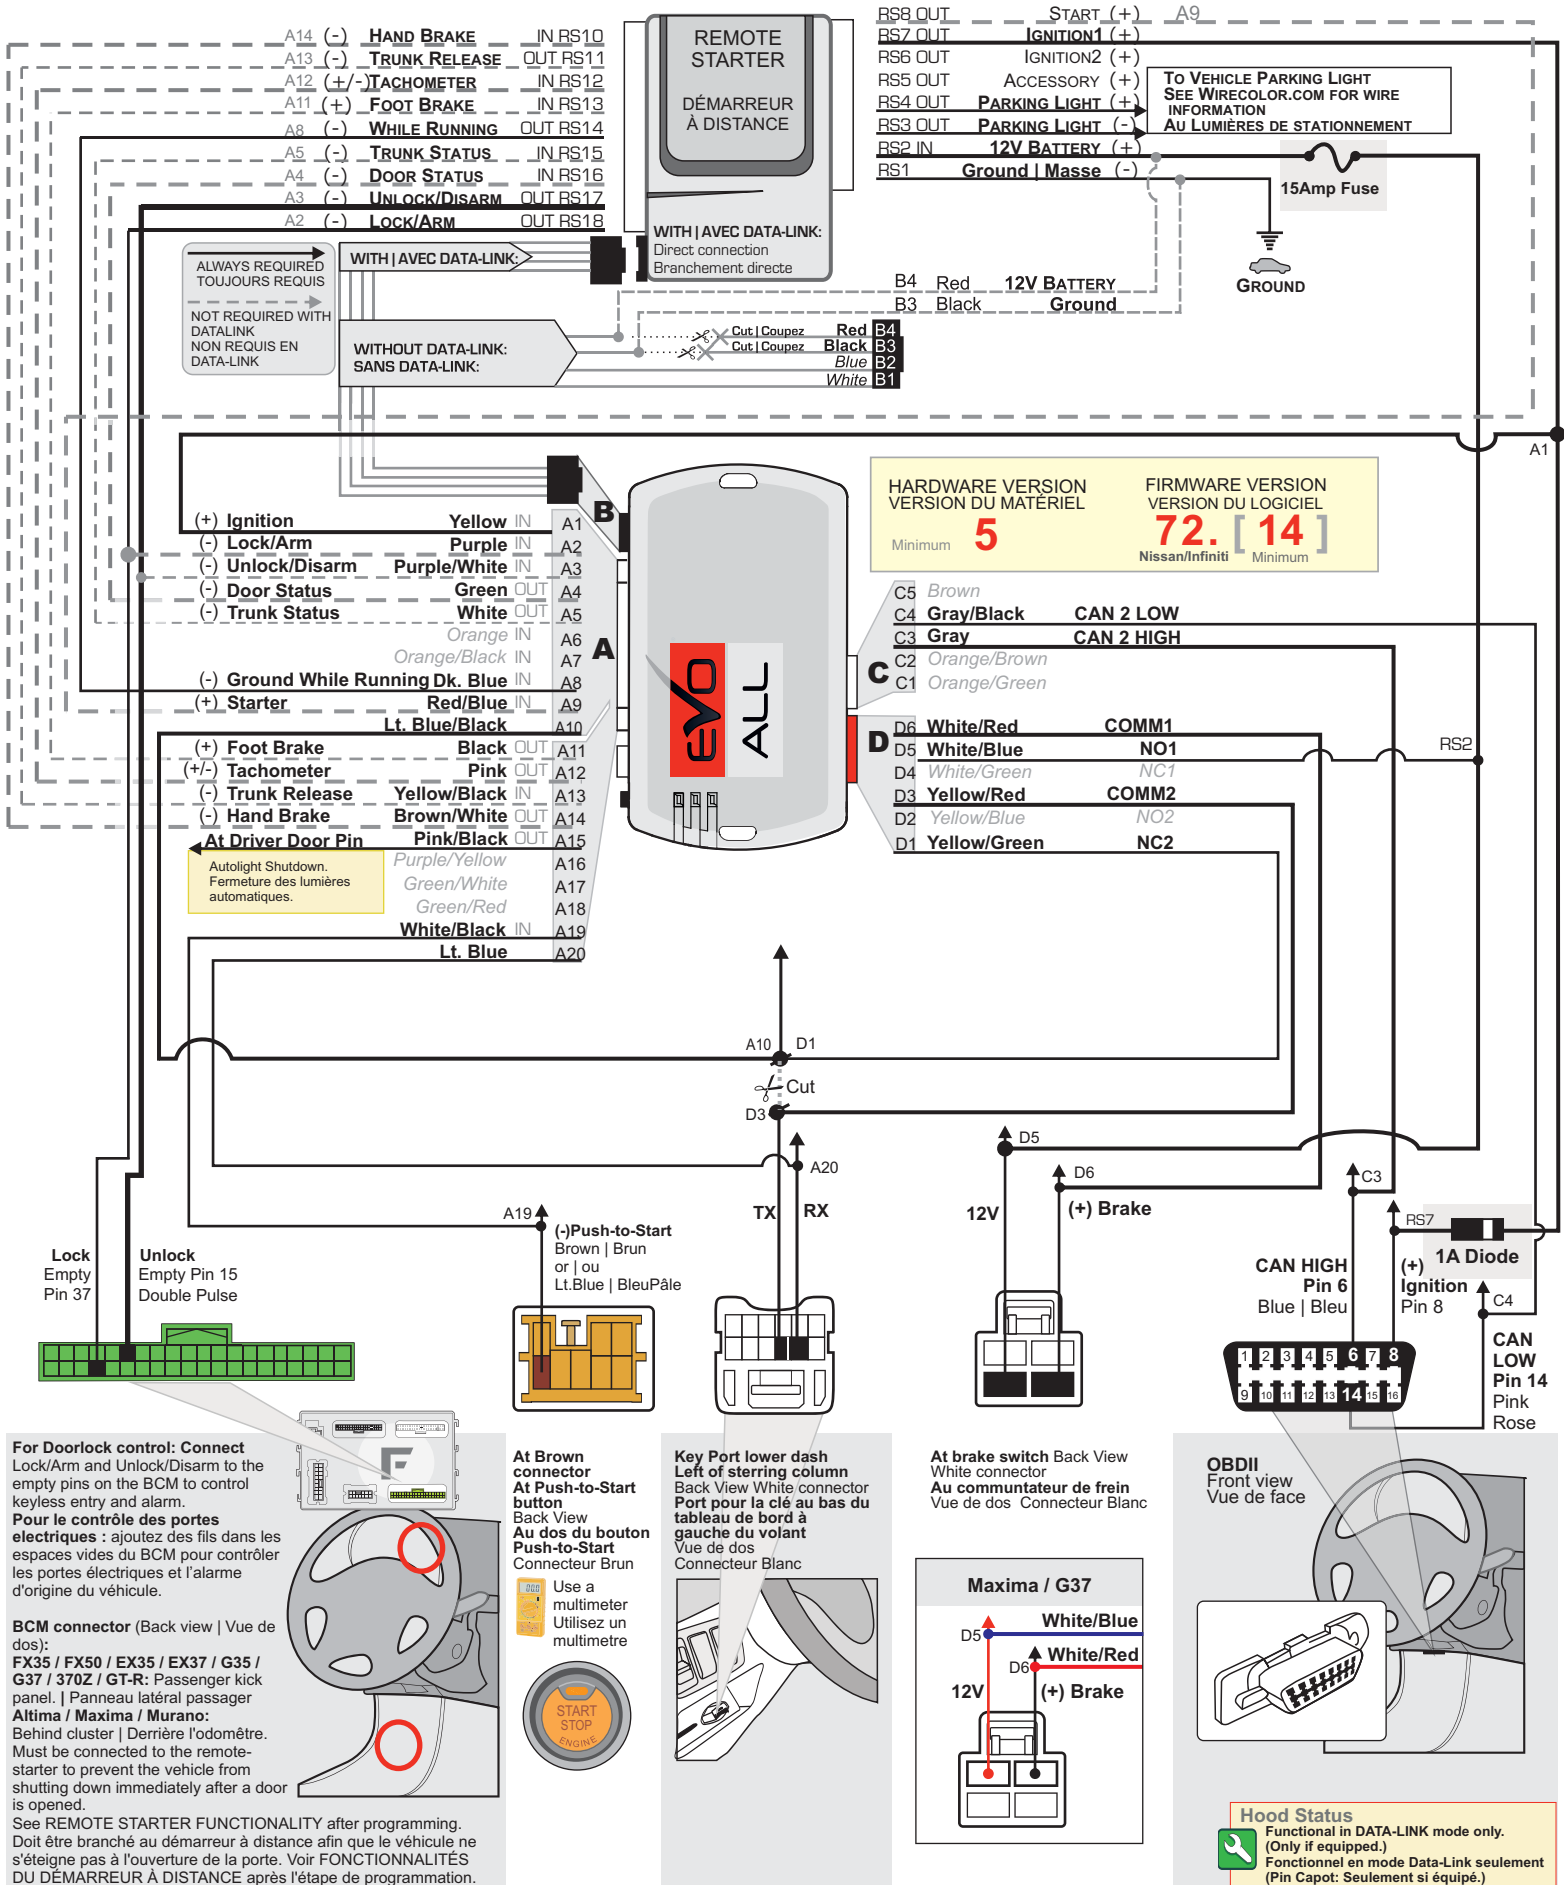 A14 (-) HAND BRAKE IN RS10
A13 (-) TRUNK RELEASE OUT RS11
A12 (+/-) TACHOMETER IN RS12
A11 (+) FOOT BRAKE IN RS13
A8 (-) WHILE RUNNING OUT RS14
A5 (-) TRUNK STATUS IN RS15
A4 (-) DOOR STATUS IN RS16
A3 (-) UNLOCK/DISARM OUT RS17
A2 (-) LOCK/ARM OUT RS18
REMOTE
STARTER
DÉMARREUR
À DISTANCE
WITH | AVEC DATA-LINK:
Direct connection
Branchement directe
RS8 OUT START (+) A9
RS7 OUT IGNITION1 (+)
RS6 OUT IGNITION2 (+)
RS5 OUT ACCESSORY (+)
RS4 OUT PARKING LIGHT (+)
RS3 OUT PARKING LIGHT (-)
RS2 IN 12V BATTERY (+)
RS1 Ground | Masse (-)
TO VEHICLE PARKING LIGHT
SEE WIRECOLOR.COM FOR WIRE
INFORMATION
AU LUMIÈRES DE STATIONNEMENT
15Amp Fuse
GROUND
ALWAYS REQUIRED
TOUJOURS REQUIS
NOT REQUIRED WITH
DATALINK
NON REQUIS EN
DATA-LINK
WITH | AVEC DATA-LINK:
WITHOUT DATA-LINK:
SANS DATA-LINK:
B4 Red 12V BATTERY
B3 Black Ground
Cut | Coupez Red B4
Cut | Coupez Black B3
Blue B2
White B1
A1
HARDWARE VERSION
VERSION DU MATÉRIEL
Minimum 5
FIRMWARE VERSION
VERSION DU LOGICIEL
72. [ 14 ]
Nissan/Infiniti Minimum
B
(+) Ignition Yellow IN A1
(-) Lock/Arm Purple IN A2
(-) Unlock/Disarm Purple/White IN A3
(-) Door Status Green OUT A4
(-) Trunk Status White OUT A5
Orange IN A6
Orange/Black IN A7
(-) Ground While Running Dk. Blue IN A8
(+) Starter Red/Blue IN A9
Lt. Blue/Black A10
(+) Foot Brake Black OUT A11
(+/-) Tachometer Pink OUT A12
(-) Trunk Release Yellow/Black IN A13
(-) Hand Brake Brown/White OUT A14
At Driver Door Pin Pink/Black OUT A15
Purple/Yellow A16
Green/White A17
Green/Red A18
White/Black IN A19
Lt. Blue A20
Autolight Shutdown.
Fermeture des lumières
automatiques.
A
EVO
ALL
C
D
C5 Brown
C4 Gray/Black CAN 2 LOW
C3 Gray CAN 2 HIGH
C2 Orange/Brown
C1 Orange/Green
D6 White/Red COMM1
D5 White/Blue NO1
D4 White/Green NC1
D3 Yellow/Red COMM2
D2 Yellow/Blue NO2
D1 Yellow/Green NC2
RS2
A10 D1
Cut
D3
A20
TX RX
A19
(-)Push-to-Start
Brown | Brun
or | ou
Lt.Blue | BleuPâle
D5
D6
12V
(+) Brake
C3
RS7
1A Diode
CAN HIGH
Pin 6
Blue | Bleu
(+)
Ignition
Pin 8
C4
CAN
LOW
Pin 14
Pink
Rose
Lock
Empty
Pin 37
Unlock
Empty Pin 15
Double Pulse
1 2 3 4 5 6 7 8
9 10 11 12 13 14 15 16
For Doorlock control: Connect
Lock/Arm and Unlock/Disarm to the
empty pins on the BCM to control
keyless entry and alarm.
Pour le contrôle des portes
electriques : ajoutez des fils dans les
espaces vides du BCM pour contrôler
les portes électriques et l'alarme
d'origine du véhicule.
BCM connector (Back view | Vue de
dos):
FX35 / FX50 / EX35 / EX37 / G35 /
G37 / 370Z / GT-R: Passenger kick
panel. | Panneau latéral passager
Altima / Maxima / Murano:
Behind cluster | Derrière l'odomêtre.
Must be connected to the remote-
starter to prevent the vehicle from
shutting down immediately after a door
is opened.
See REMOTE STARTER FUNCTIONALITY after programming.
Doit être branché au démarreur à distance afin que le véhicule ne
s'éteigne pas à l'ouverture de la porte. Voir FONCTIONNALITÉS
DU DÉMARREUR À DISTANCE après l'étape de programmation.
F
At Brown
connector
At Push-to-Start
button
Back View
Au dos du bouton
Push-to-Start
Connecteur Brun
Use a
multimeter
Utilisez un
multimetre
START
STOP
ENGINE
Key Port lower dash
Left of sterring column
Back View White connector
Port pour la clé au bas du
tableau de bord à
gauche du volant
Vue de dos
Connecteur Blanc
At brake switch Back View
White connector
Au communtateur de frein
Vue de dos Connecteur Blanc
Maxima / G37
White/Blue
D5
White/Red
D6
12V
(+) Brake
OBDII
Front view
Vue de face
Hood Status
Functional in DATA-LINK mode only.
(Only if equipped.)
Fonctionnel en mode Data-Link seulement
(Pin Capot: Seulement si équipé.)